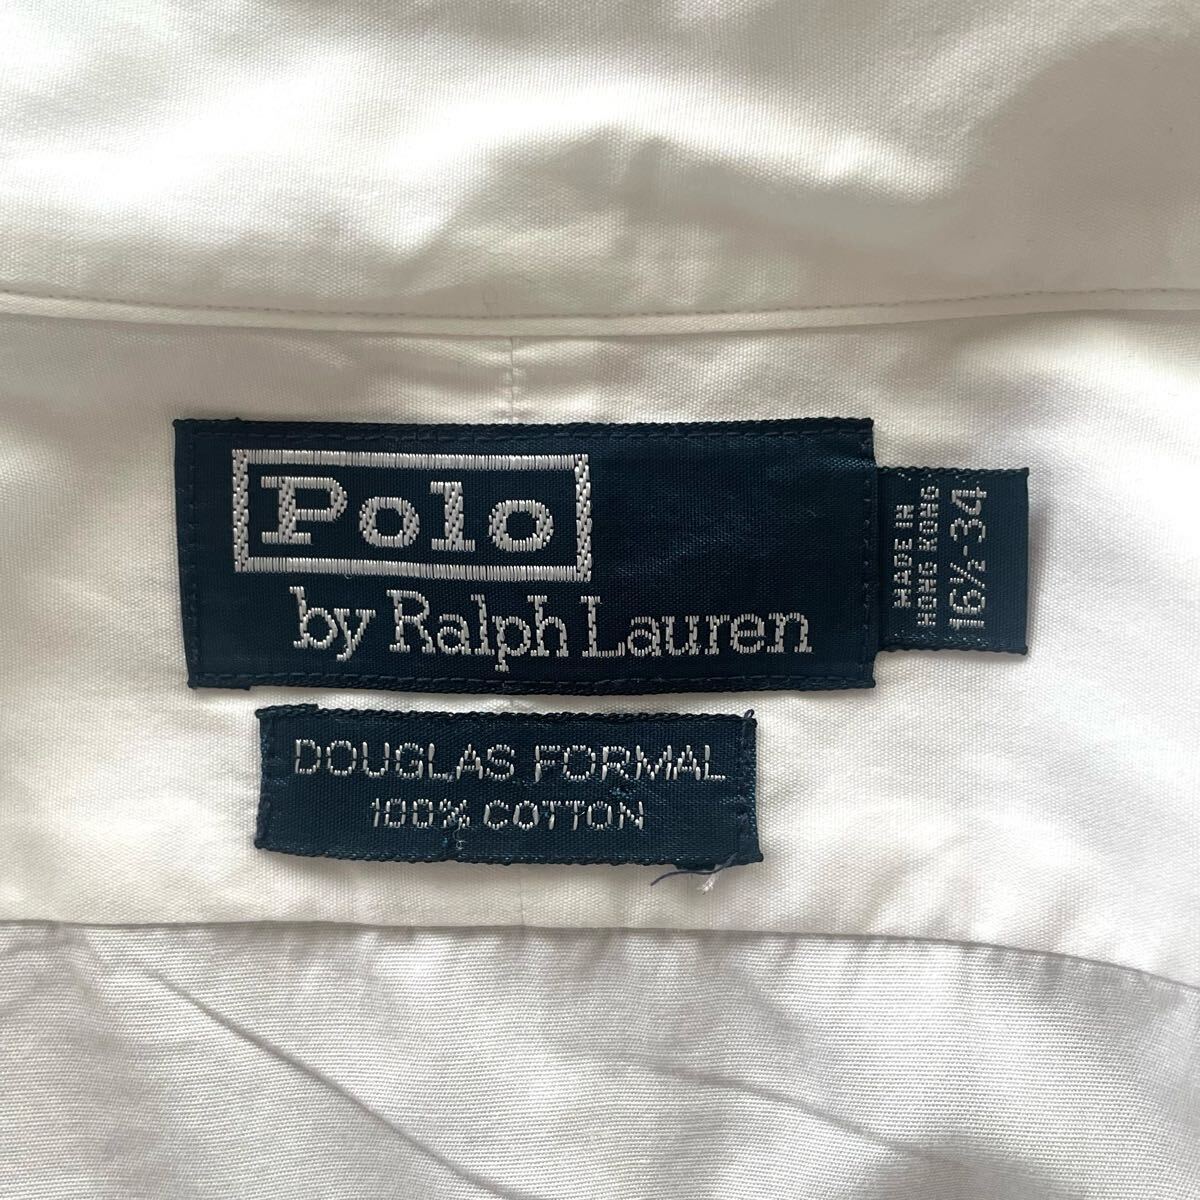 Polo
by Ralph Lauren
MADE IN
HONG KONG
16½-34
DOUGLAS FORMAL
100% COTTON